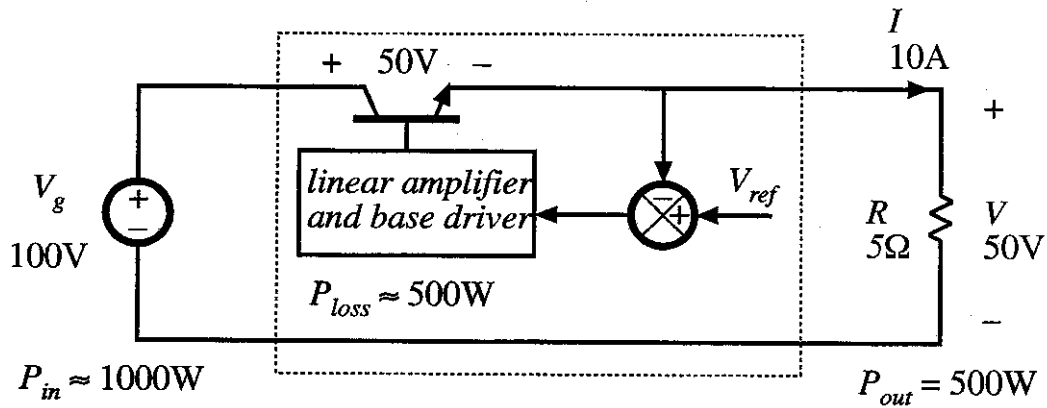 I
10A
+ 50V −
+
linear amplifier
and base driver
−
+
V_ref
V_g
+
−
100V
R
5Ω
V
50V
P_loss ≈ 500W
−
P_in ≈ 1000W
P_out = 500W